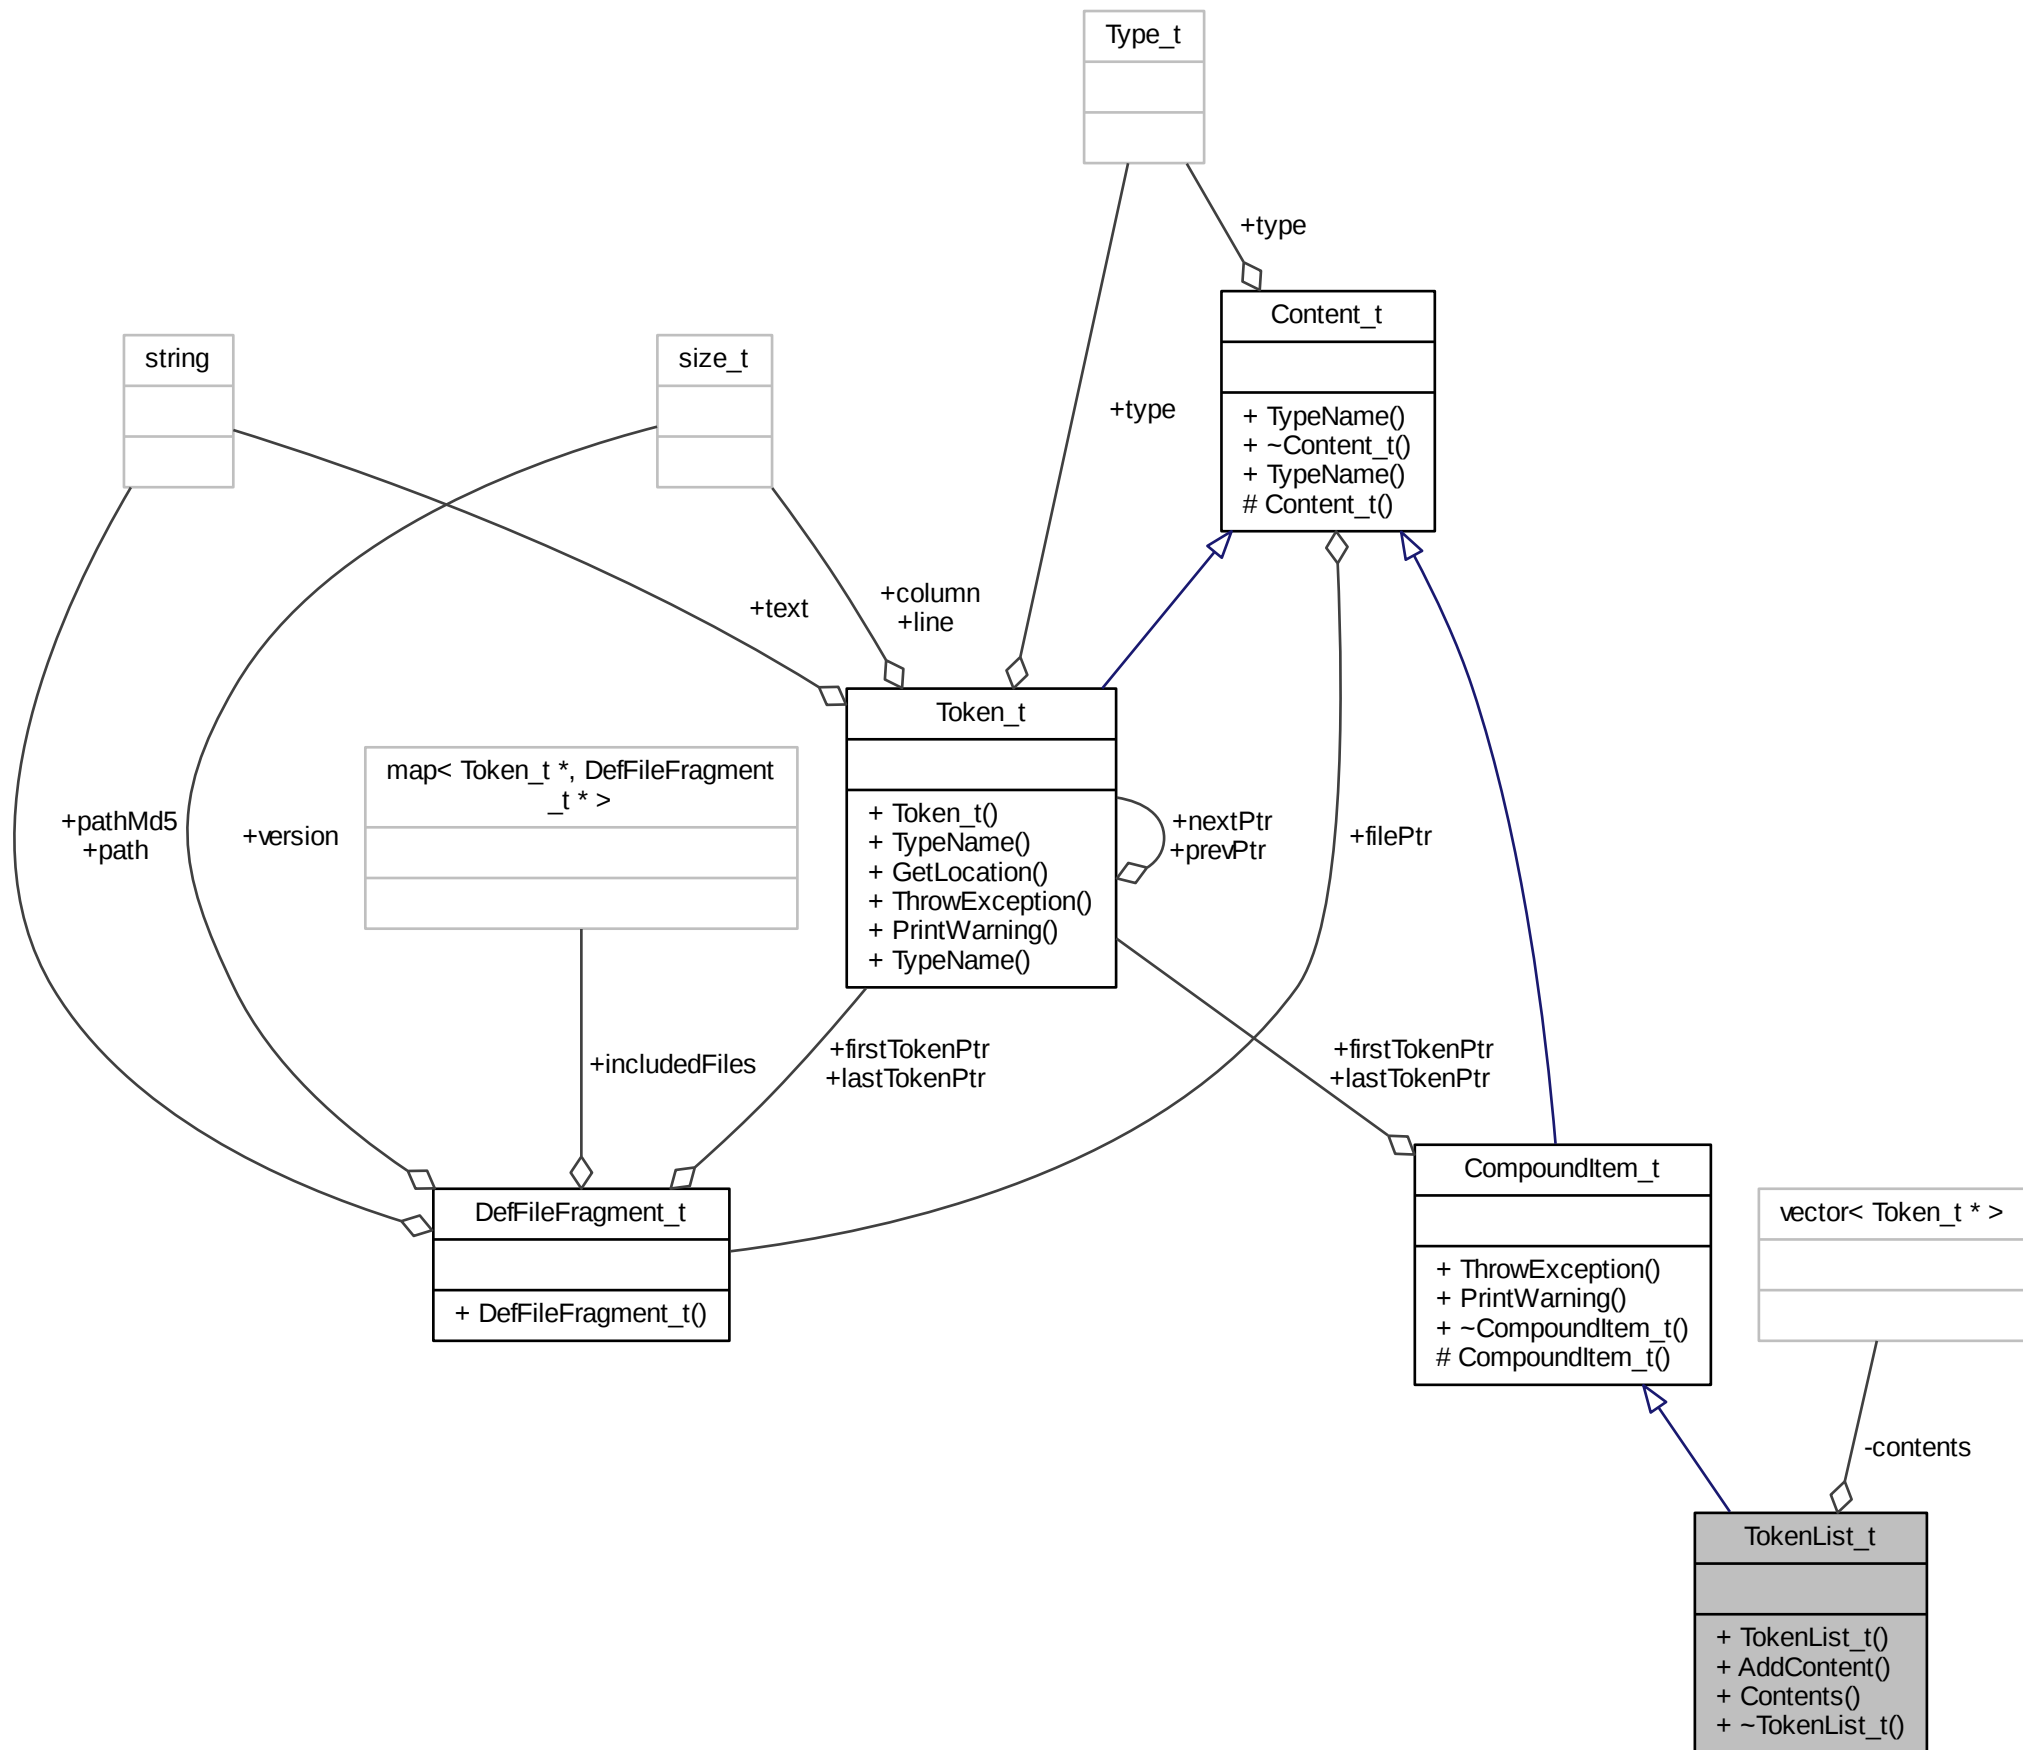 Type_t
+type
Content_t
+ TypeName()
+ ~Content_t()
+ TypeName()
# Content_t()
string
size_t
+type
+text
+column
+line
Token_t
+ Token_t()
+ TypeName()
+ GetLocation()
+ ThrowException()
+ PrintWarning()
+ TypeName()
map< Token_t *, DefFileFragment
_t * >
+pathMd5
+path
+version
+nextPtr
+prevPtr
+filePtr
+includedFiles
+firstTokenPtr
+lastTokenPtr
+firstTokenPtr
+lastTokenPtr
DefFileFragment_t
+ DefFileFragment_t()
CompoundItem_t
+ ThrowException()
+ PrintWarning()
+ ~CompoundItem_t()
# CompoundItem_t()
vector< Token_t * >
-contents
TokenList_t
+ TokenList_t()
+ AddContent()
+ Contents()
+ ~TokenList_t()